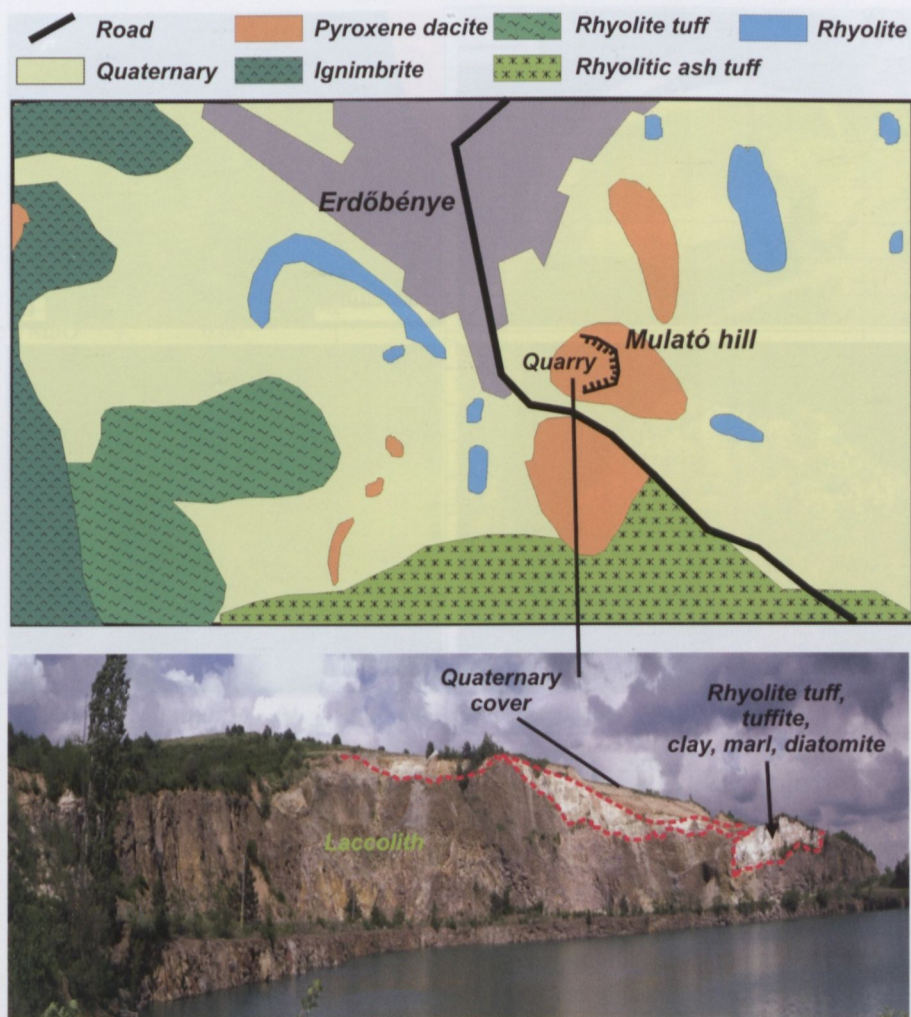 Road
Pyroxene dacite
Rhyolite tuff
Rhyolite
Quaternary
Ignimbrite
Rhyolitic ash tuff
Erdőbénye
Mulató hill
Quarry
Quaternary
cover
Rhyolite tuff,
tuffite,
clay, marl, diatomite
Laccolith